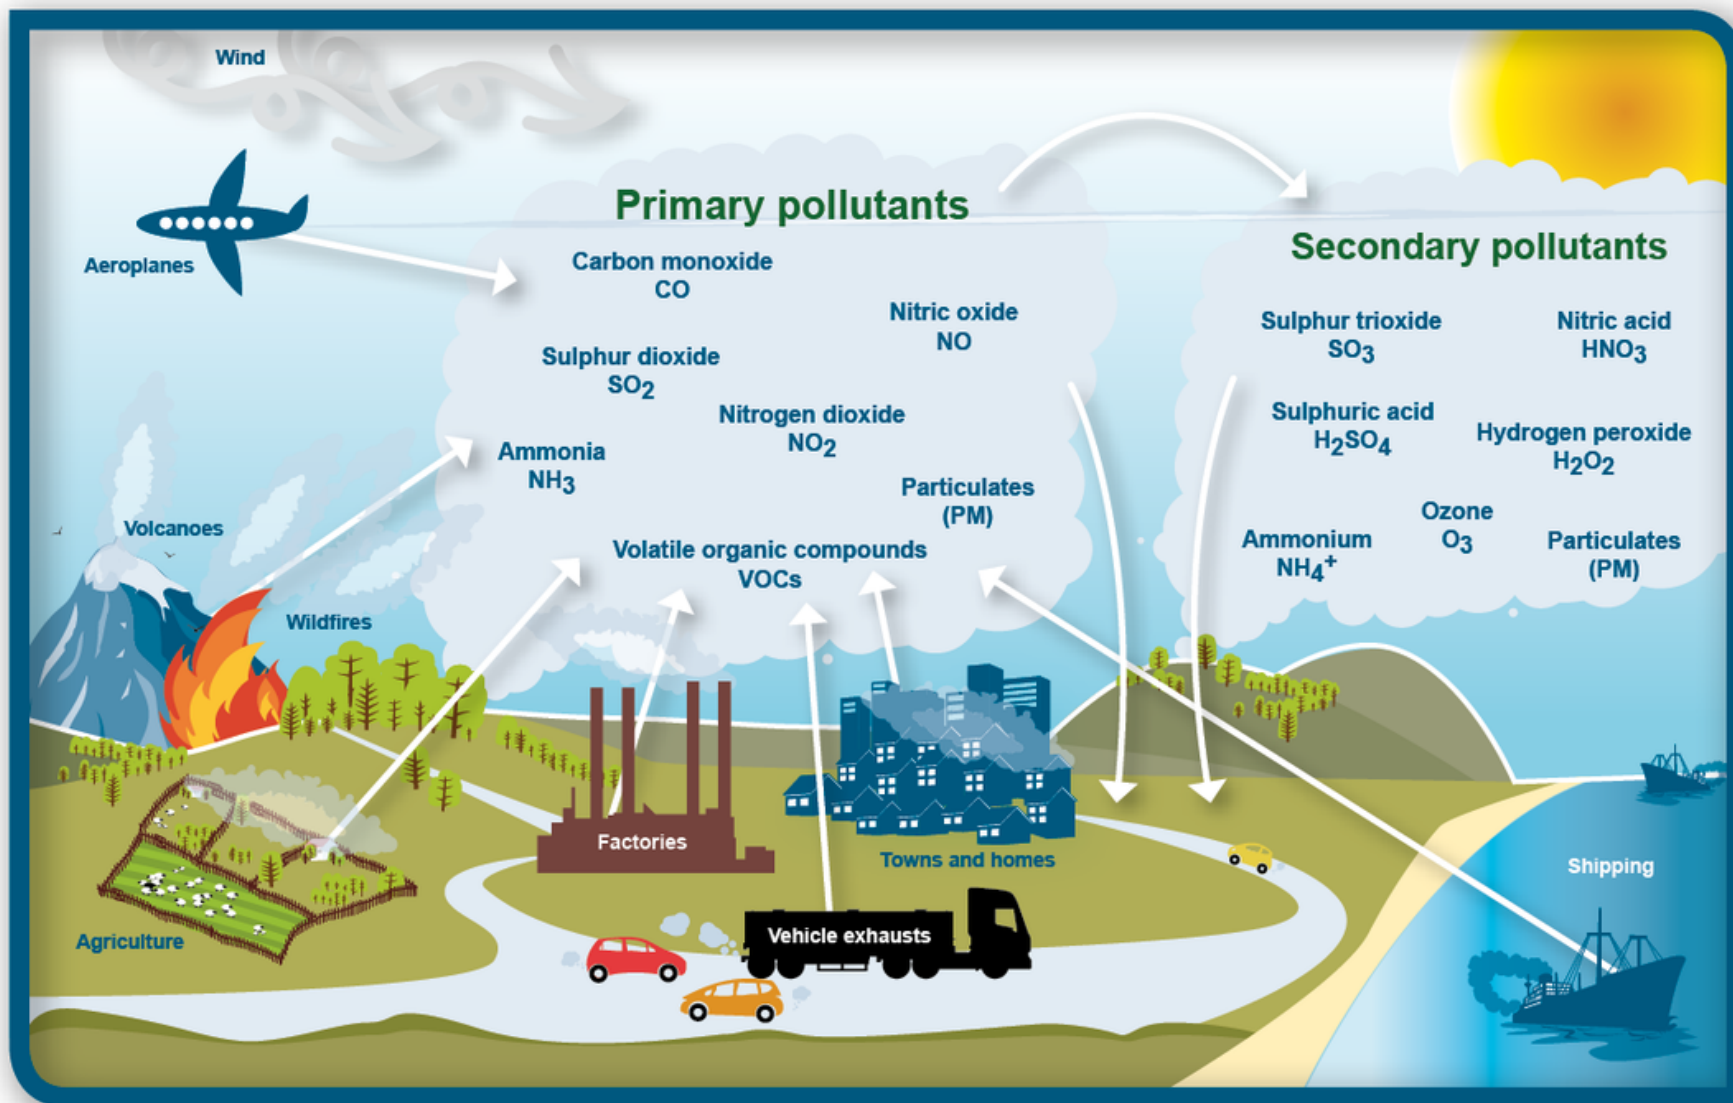 Wind
Primary pollutants
Secondary pollutants
Aeroplanes
Carbon monoxide
CO
Nitric oxide
NO
Sulphur dioxide
SO2
Nitrogen dioxide
NO2
Ammonia
NH3
Particulates
(PM)
Volatile organic compounds
VOCs
Sulphur trioxide
SO3
Nitric acid
HNO3
Sulphuric acid
H2SO4
Hydrogen peroxide
H2O2
Ozone
O3
Ammonium
NH4+
Particulates
(PM)
Volcanoes
Wildfires
Factories
Towns and homes
Shipping
Vehicle exhausts
Agriculture